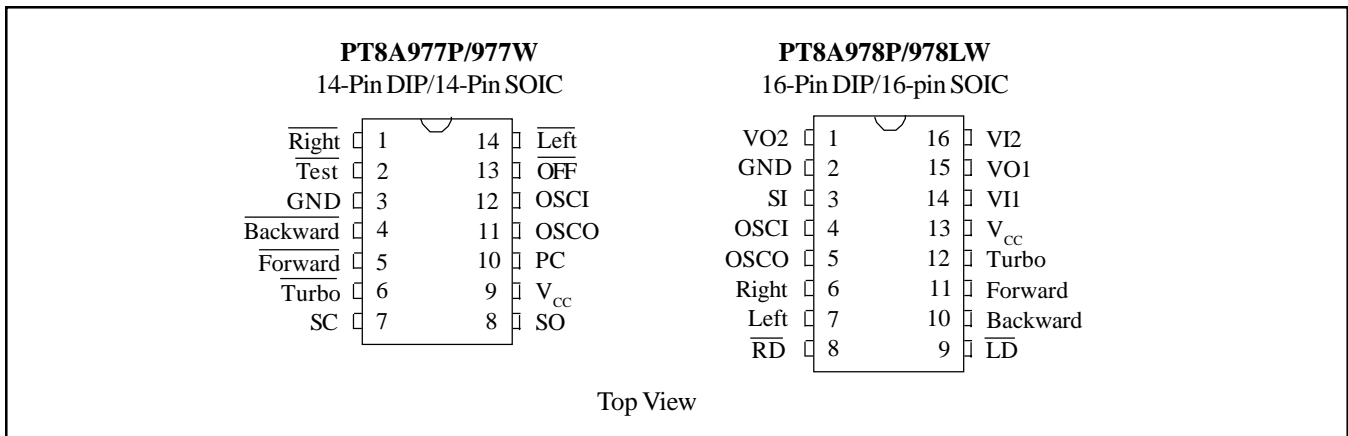 PT8A977P/977W
14-Pin DIP/14-Pin SOIC
Right 1 14 Left
Test 2 13 OFF
GND 3 12 OSCI
Backward 4 11 OSCO
Forward 5 10 PC
Turbo 6 9 VCC
SC 7 8 SO
PT8A978P/978LW
16-Pin DIP/16-pin SOIC
VO2 1 16 VI2
GND 2 15 VO1
SI 3 14 VI1
OSCI 4 13 VCC
OSCO 5 12 Turbo
Right 6 11 Forward
Left 7 10 Backward
RD 8 9 LD
Top View